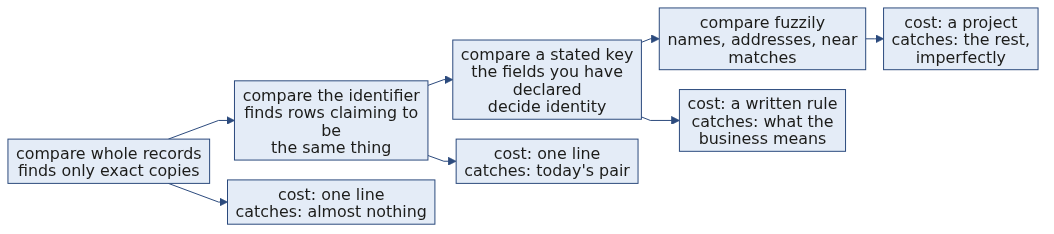 compare whole records
finds only exact copies
compare the identifier
finds rows claiming to
be
the same thing
cost: one line
catches: almost nothing
compare a stated key
the fields you have
declared
decide identity
cost: one line
catches: today's pair
compare fuzzily
names, addresses, near
matches
cost: a written rule
catches: what the
business means
cost: a project
catches: the rest,
imperfectly